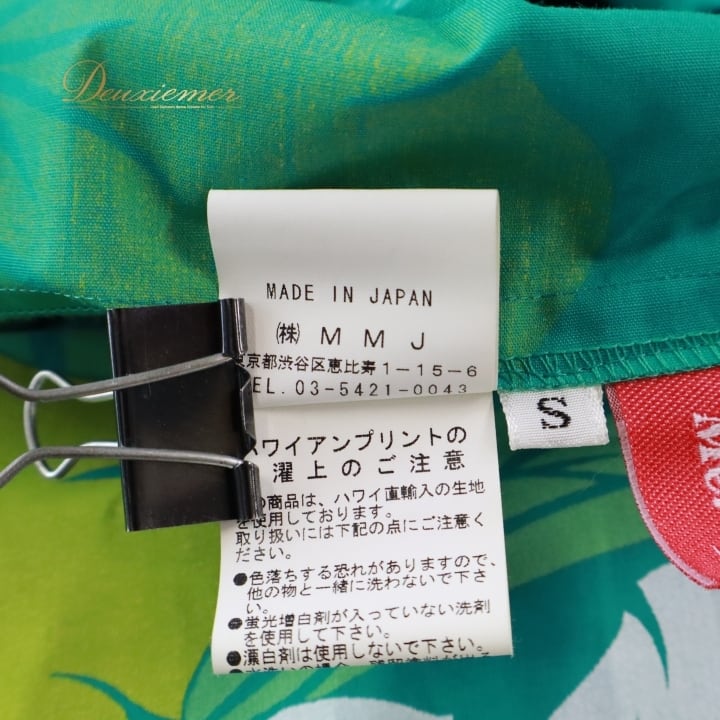 Deuxiemer
MADE IN JAPAN
㈱ M M J
東京都渋谷区恵比寿1-15-6
TEL. 03-5421-0043
S
Mc
ハワイアンプリントの
濯上のご注意
の商品は、ハワイ直輸入の生地
を使用しております。
取り扱いには下記の点にご注意く
ださい。
●色落ちする恐れがありますので、
他の物と一緒に洗わないで下さ
い。
●蛍光増白剤が入っていない洗剤
を使用して下さい。
●漂白剤は使用しないで下さい。